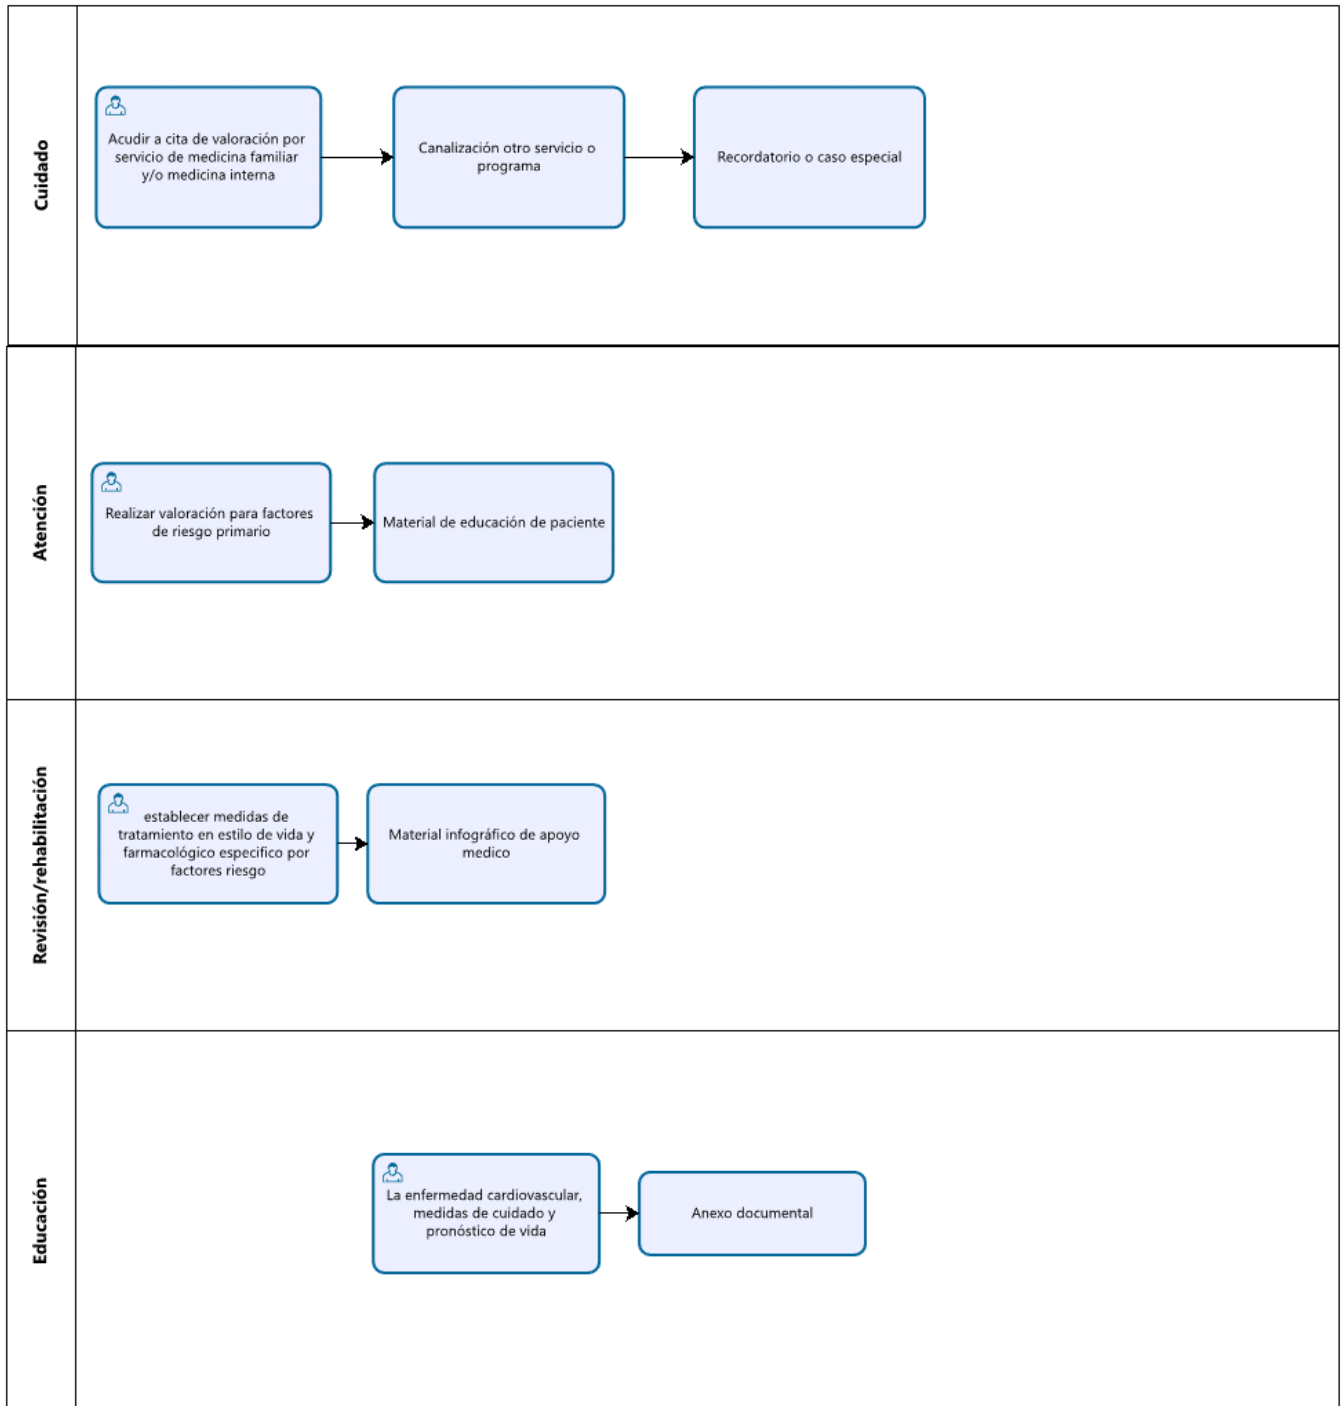 Cuidado
Acudir a cita de valoración por
servicio de medicina familiar
y/o medicina interna
Canalización otro servicio o
programa
Recordatorio o caso especial
Atención
Realizar valoración para factores
de riesgo primario
Material de educación de paciente
Revisión/rehabilitación
establecer medidas de
tratamiento en estilo de vida y
farmacológico especifico por
factores riesgo
Material infográfico de apoyo
medico
Educación
La enfermedad cardiovascular,
medidas de cuidado y
pronóstico de vida
Anexo documental